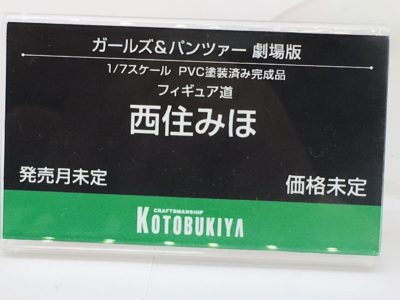 ガールズ&パンツァー 劇場版
1/7スケール PVC塗装済み完成品
フィギュア道
西住みほ
発売月未定 価格未定
CRAFTSMANSHIP
KOTOBUKIYA